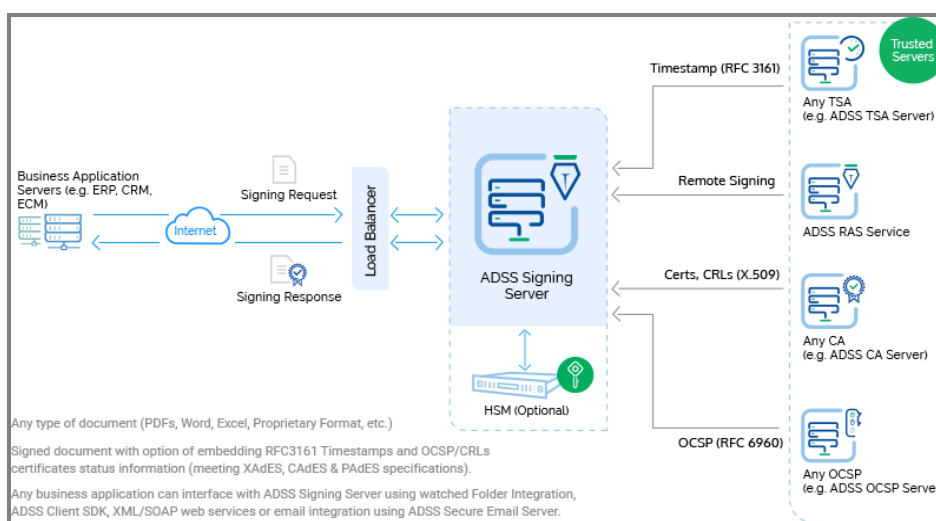 Trusted
Servers
Timestamp (RFC 3161)
Any TSA
(e.g. ADSS TSA Server)
Business Application
Servers (e.g. ERP, CRM,
ECM)
Signing Request
Internet
Load Balancer
Signing Response
ADSS Signing
Server
Remote Signing
ADSS RAS Service
Certs, CRLs (X.509)
Any CA
(e.g. ADSS CA Server)
HSM (Optional)
OCSP (RFC 6960)
Any OCSP
(e.g. ADSS OCSP Serve
Any type of document (PDFs, Word, Excel, Proprietary Format, etc.)
Signed document with option of embedding RFC3161 Timestamps and OCSP/CRLs
certificates status information (meeting XAdES, CAdES & PAdES specifications).
Any business application can interface with ADSS Signing Server using watched Folder Integration,
ADSS Client SDK, XML/SOAP web services or email integration using ADSS Secure Email Server.